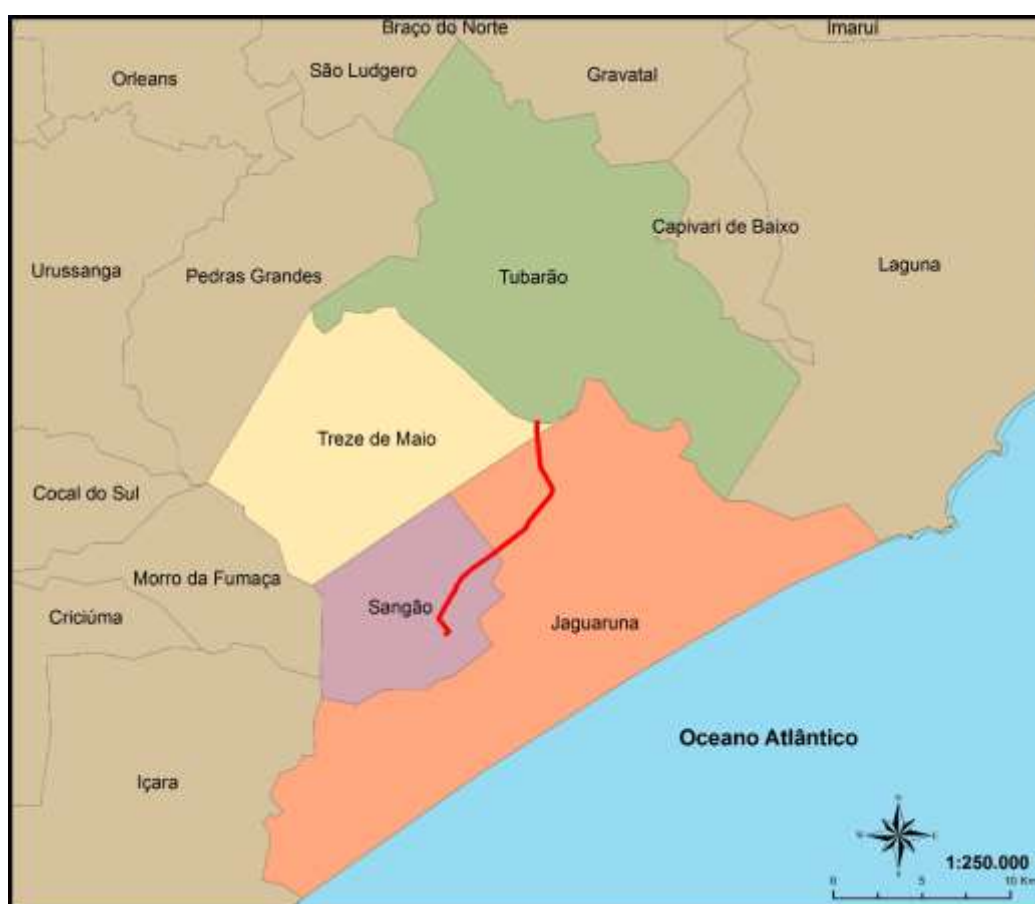 Braço do Norte
Imaruí
São Ludgero
Orleans
Gravatal
Capivari de Baixo
Urussanga
Pedras Grandes
Tubarão
Laguna
Treze de Maio
Cocal do Sul
Morro da Fumaça
Criciúma
Sangão
Jaguaruna
Oceano Atlântico
Içara
1:250.000
0 5 10 Km